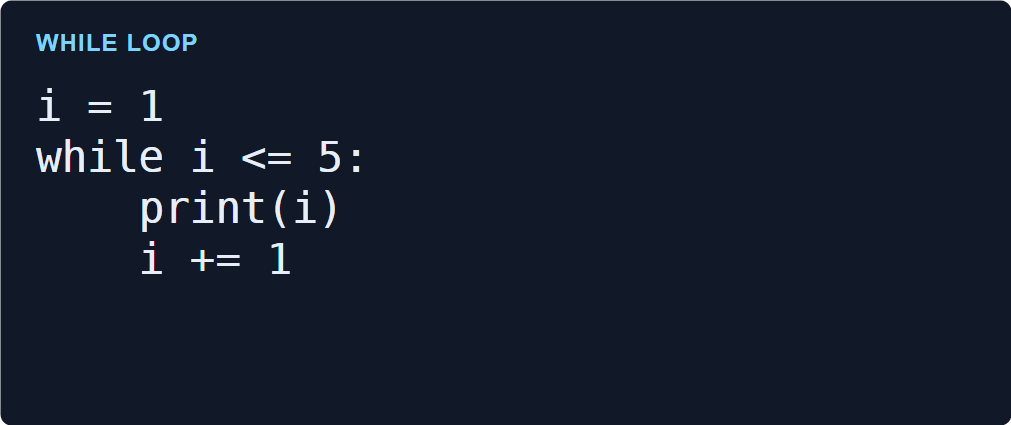 WHILE LOOP
i = 1
while i <= 5:
    print(i)
    i += 1